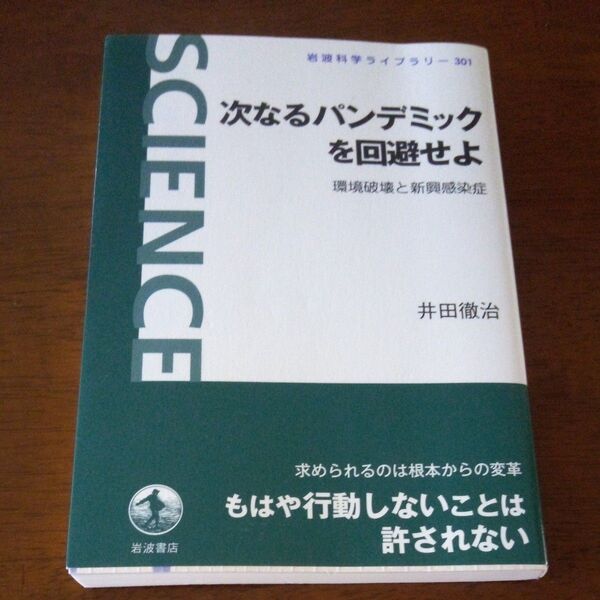 SCIENCE
岩波科学ライブラリー 301
次なるパンデミック
を回避せよ
環境破壊と新興感染症
井田徹治
求められるのは根本からの変革
もはや行動しないことは
許されない
岩波書店